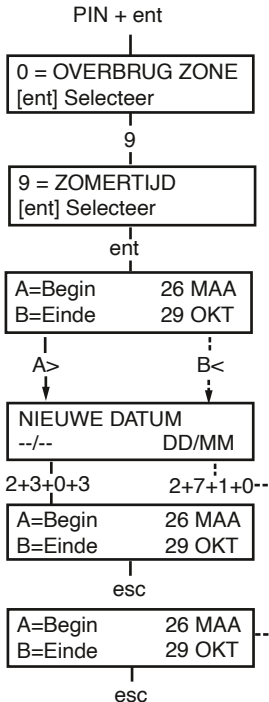 PIN + ent
0 = OVERBRUG ZONE
[ent] Selecteer
9
9 = ZOMERTIJD
[ent] Selecteer
ent
A=Begin 26 MAA
B=Einde 29 OKT
A> B<
NIEUWE DATUM
--/-- DD/MM
2+3+0+3 2+7+1+0
A=Begin 26 MAA
B=Einde 29 OKT
esc
A=Begin 26 MAA
B=Einde 29 OKT
esc